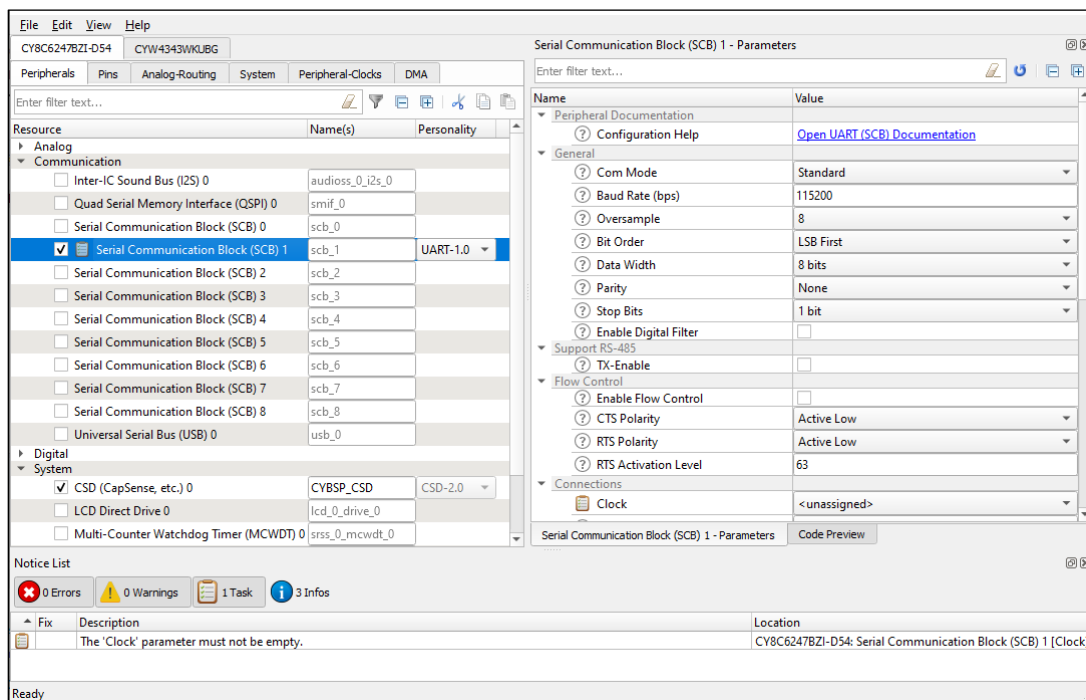 File Edit View Help
CY8C6247BZI-D54 CYW4343WKUBG
Peripherals Pins Analog-Routing System Peripheral-Clocks DMA
Enter filter text...
Resource Name(s) Personality
Analog
Communication
Inter-IC Sound Bus (I2S) 0 audioss_0_i2s_0
Quad Serial Memory Interface (QSPI) 0 smif_0
Serial Communication Block (SCB) 0 scb_0
Serial Communication Block (SCB) 1 scb_1 UART-1.0
Serial Communication Block (SCB) 2 scb_2
Serial Communication Block (SCB) 3 scb_3
Serial Communication Block (SCB) 4 scb_4
Serial Communication Block (SCB) 5 scb_5
Serial Communication Block (SCB) 6 scb_6
Serial Communication Block (SCB) 7 scb_7
Serial Communication Block (SCB) 8 scb_8
Universal Serial Bus (USB) 0 usb_0
Digital
System
CSD (CapSense, etc.) 0 CYBSP_CSD CSD-2.0
LCD Direct Drive 0 lcd_0_drive_0
Multi-Counter Watchdog Timer (MCWDT) 0 srss_0_mcwdt_0
Serial Communication Block (SCB) 1 - Parameters
Enter filter text...
Name Value
Peripheral Documentation
Configuration Help Open UART (SCB) Documentation
General
Com Mode Standard
Baud Rate (bps) 115200
Oversample 8
Bit Order LSB First
Data Width 8 bits
Parity None
Stop Bits 1 bit
Enable Digital Filter
Support RS-485
TX-Enable
Flow Control
Enable Flow Control
CTS Polarity Active Low
RTS Polarity Active Low
RTS Activation Level 63
Connections
Clock <unassigned>
Serial Communication Block (SCB) 1 - Parameters Code Preview
Notice List
0 Errors 0 Warnings 1 Task 3 Infos
Fix Description Location
The 'Clock' parameter must not be empty. CY8C6247BZI-D54: Serial Communication Block (SCB) 1 [Clock
Ready